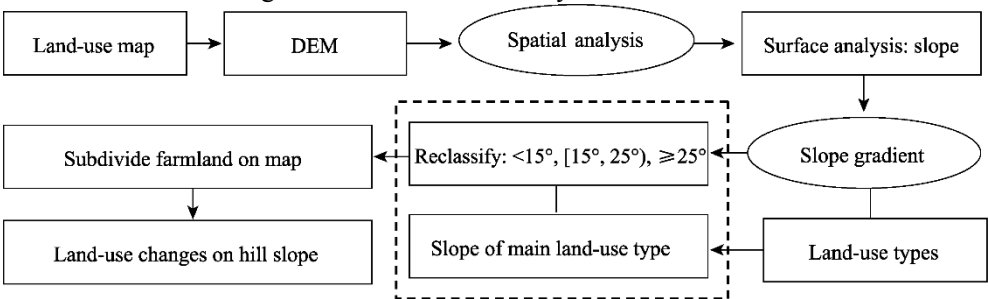 Land-use map
DEM
Spatial analysis
Surface analysis: slope
Subdivide farmland on map
Reclassify: <15°, [15°, 25°), ⩾25°
Slope gradient
Land-use changes on hill slope
Slope of main land-use type
Land-use types